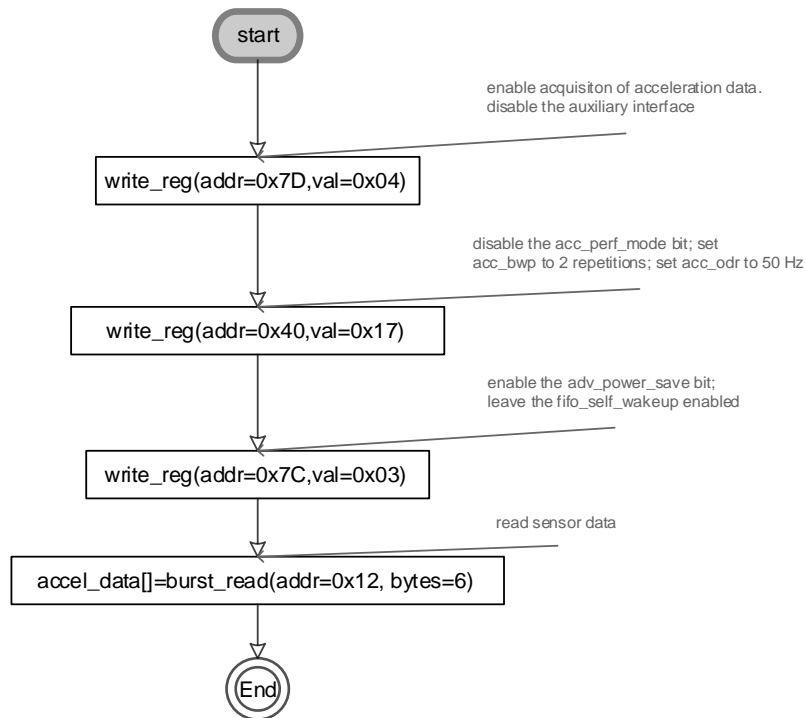 start
enable acquisiton of acceleration data.
disable the auxiliary interface
write_reg(addr=0x7D,val=0x04)
disable the acc_perf_mode bit; set
acc_bwp to 2 repetitions; set acc_odr to 50 Hz
write_reg(addr=0x40,val=0x17)
enable the adv_power_save bit;
leave the fifo_self_wakeup enabled
write_reg(addr=0x7C,val=0x03)
read sensor data
accel_data[]=burst_read(addr=0x12, bytes=6)
End